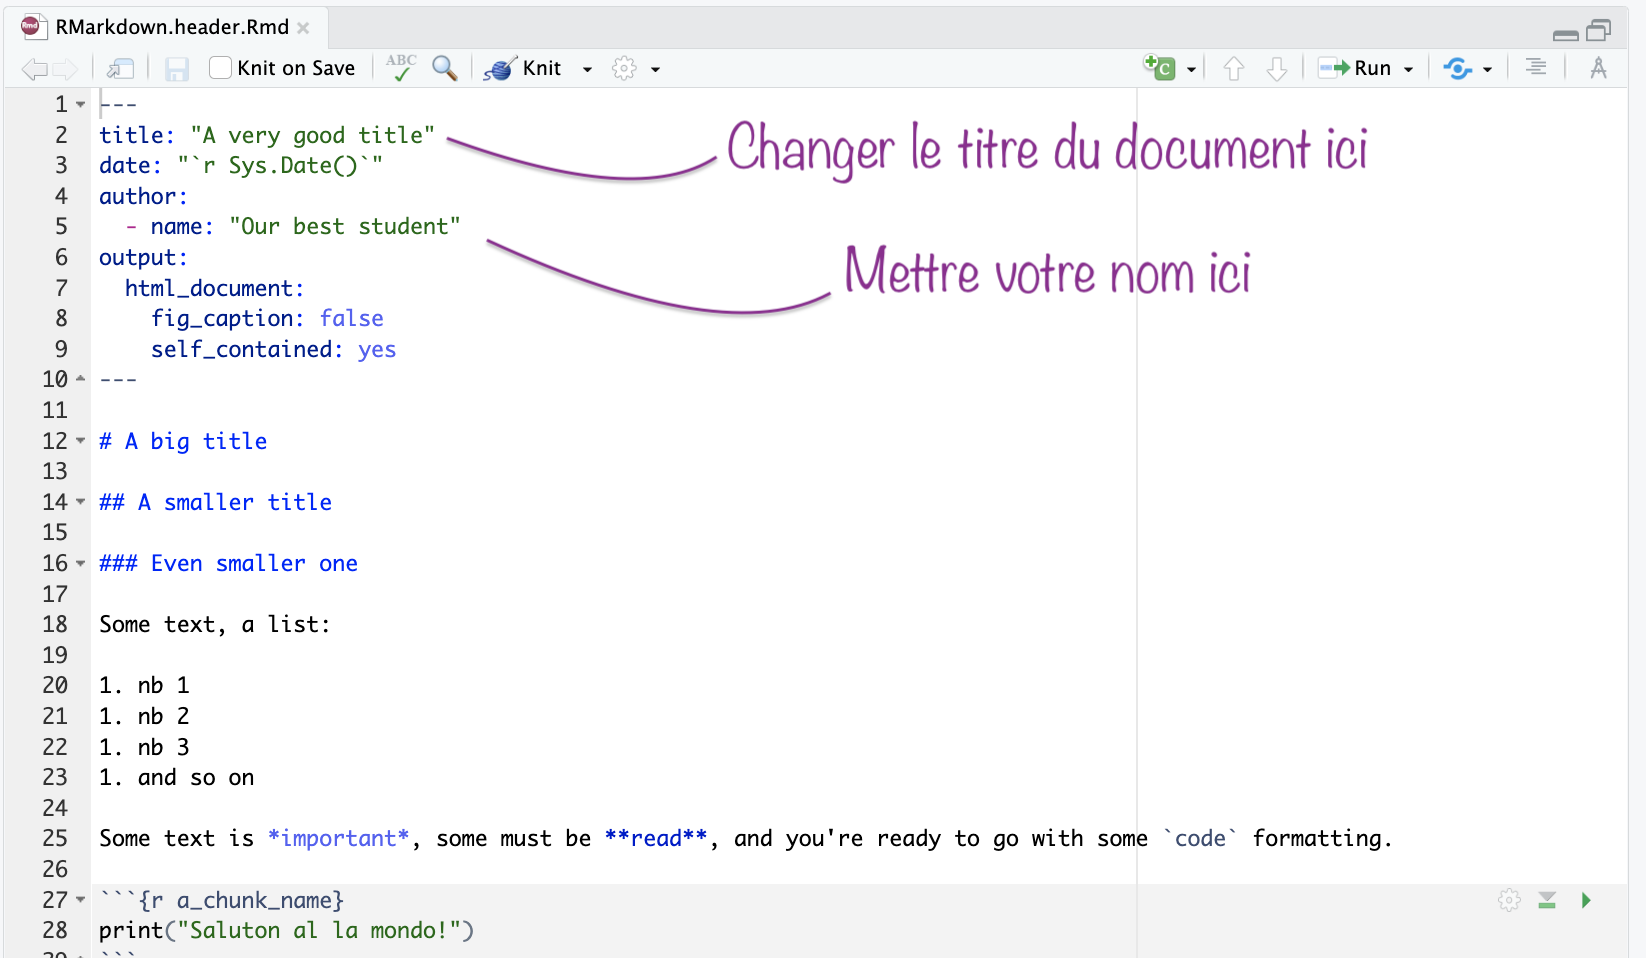 RMarkdown.header.Rmd
Knit on Save ABC Knit C Run
1 ---
2 title: "A very good title"
Changer le titre du document ici
3 date: "`r Sys.Date()`"
4 author:
5   - name: "Our best student"
Mettre votre nom ici
6 output:
7   html_document:
8     fig_caption: false
9     self_contained: yes
10 ---
11
12 # A big title
13
14 ## A smaller title
15
16 ### Even smaller one
17
18 Some text, a list:
19
20 1. nb 1
21 1. nb 2
22 1. nb 3
23 1. and so on
24
25 Some text is *important*, some must be **read**, and you're ready to go with some `code` formatting.
26
27 ```{r a_chunk_name}
28 print("Saluton al la mondo!")